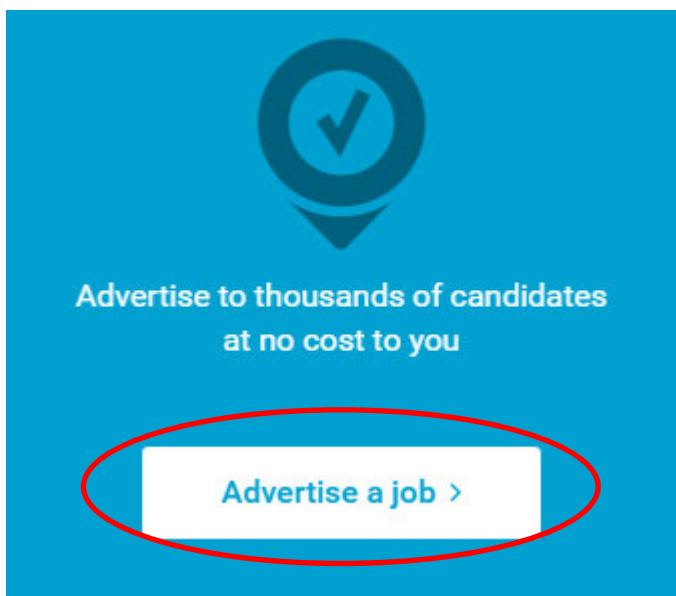 Advertise to thousands of candidates
at no cost to you
Advertise a job >